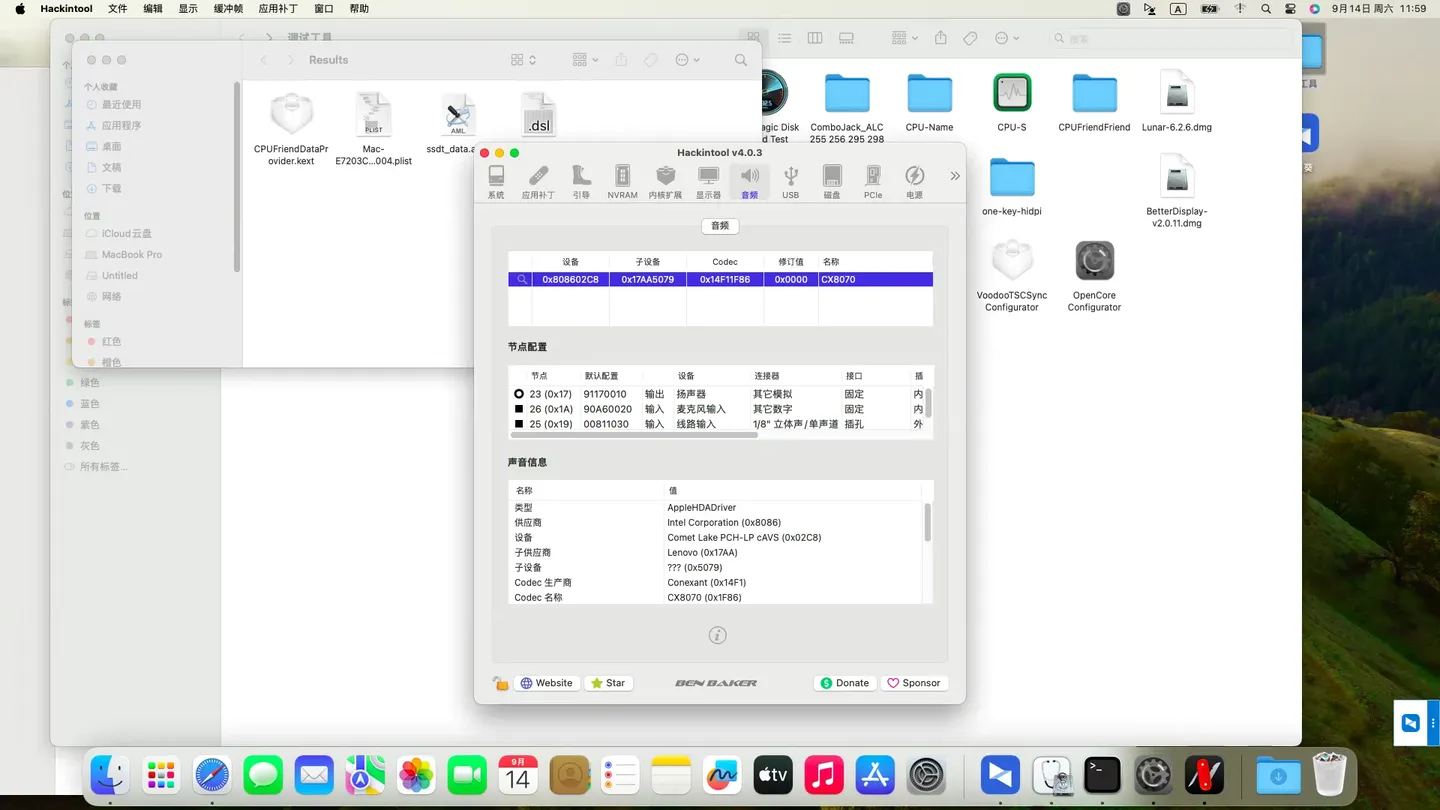 Hackintool 文件 编辑 显示 缓冲帧 应用补丁 窗口 帮助
A
9月14日 周六 11:59
调试工具
搜索
Results
个人收藏
最近使用
应用程序
桌面
文稿
下载
位置
iCloud云盘
MacBook Pro
Untitled
网络
标签
红色
橙色
绿色
蓝色
紫色
灰色
所有标签...
CPUFriendDataPr
ovider.kext
PLIST
Mac-
E7203C...004.plist
AML
ssdt_data.a
.dsl
agic Disk
d Test
ComboJack_ALC
255 256 295 298
CPU-Name
CPU-S
CPUFriendFriend
Lunar-6.2.6.dmg
one-key-hidpi
BetterDisplay-
v2.0.11.dmg
VoodooTSCSync
Configurator
OpenCore
Configurator
工具
葵
Hackintool v4.0.3
系统 应用补丁 引导 NVRAM 内核扩展 显示器 音频 USB 磁盘 PCIe 电源
音频
设备 子设备 Codec 修订值 名称
0x808602C8 0x17AA5079 0x14F11F86 0x0000 CX8070
节点配置
节点 默认配置 设备 连接器 接口 插
23 (0x17) 91170010 输出 扬声器 其它模拟 固定 内
26 (0x1A) 90A60020 输入 麦克风输入 其它数字 固定 内
25 (0x19) 00811030 输入 线路输入 1/8" 立体声/单声道 插孔 外
声音信息
名称 值
类型 AppleHDADriver
供应商 Intel Corporation (0x8086)
设备 Comet Lake PCH-LP cAVS (0x02C8)
子供应商 Lenovo (0x17AA)
子设备 ??? (0x5079)
Codec 生产商 Conexant (0x14F1)
Codec 名称 CX8070 (0x1F86)
Website Star BEN BAKER Donate Sponsor
9月
14
tv